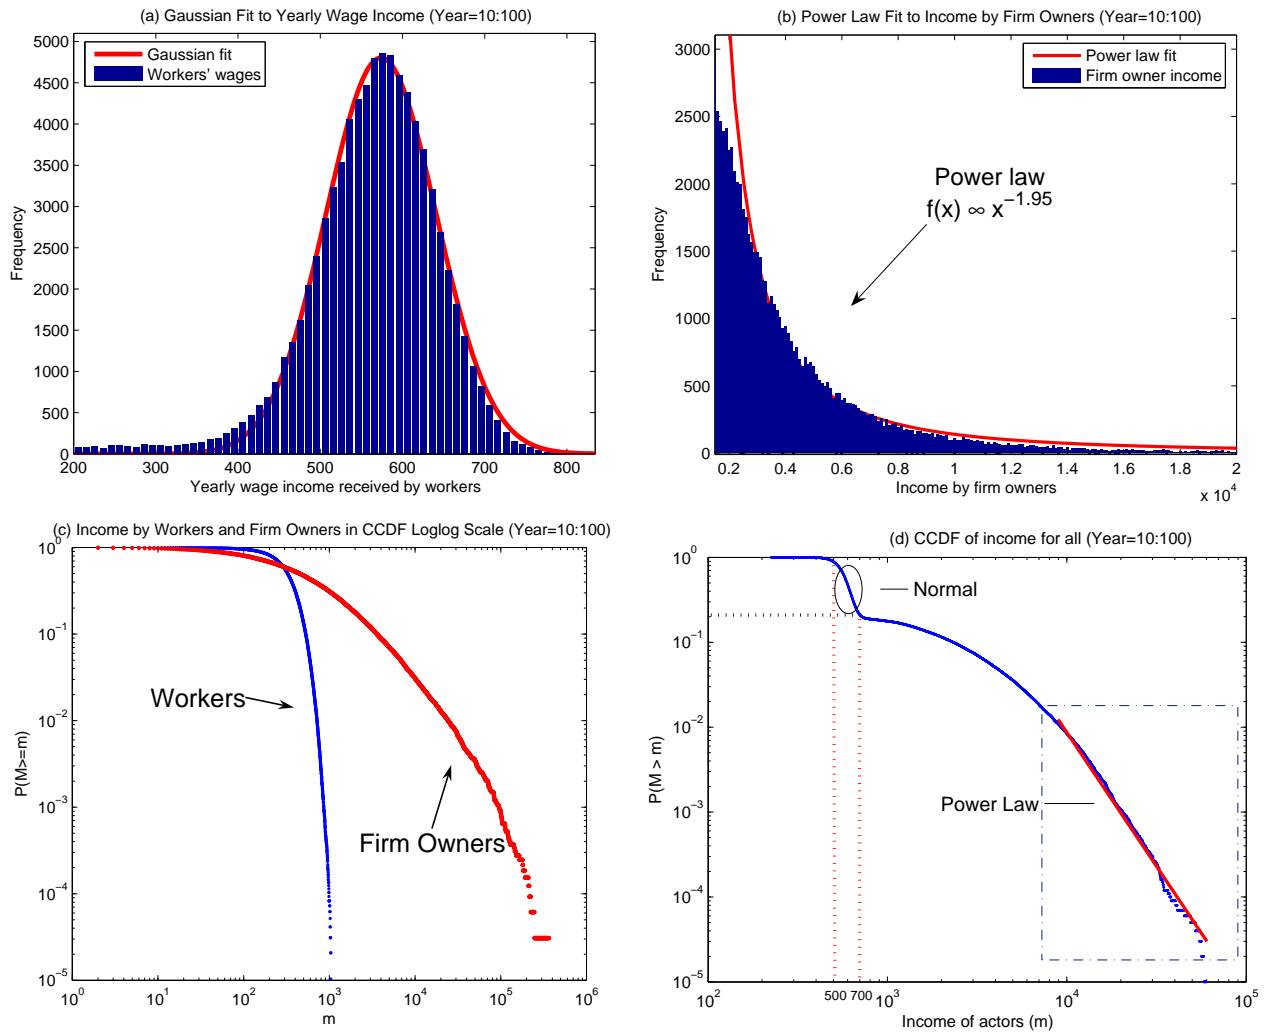 (a) Gaussian Fit to Yearly Wage Income (Year=10:100)
Gaussian fit
Workers' wages
Frequency
5000
4500
4000
3500
3000
2500
2000
1500
1000
500
0
200 300 400 500 600 700 800
Yearly wage income received by workers
(b) Power Law Fit to Income by Firm Owners (Year=10:100)
Power law fit
Firm owner income
Power law
f(x) ∞ x^−1.95
Frequency
3000
2500
2000
1500
1000
500
0
0.2 0.4 0.6 0.8 1 1.2 1.4 1.6 1.8 2
Income by firm owners
x 10^4
(c) Income by Workers and Firm Owners in CCDF Loglog Scale (Year=10:100)
Workers
Firm Owners
P(M>=m)
10^0
10^−1
10^−2
10^−3
10^−4
10^−5
10^0 10^1 10^2 10^3 10^4 10^5 10^6
m
(d) CCDF of income for all (Year=10:100)
Normal
Power Law
P(M > m)
10^0
10^−1
10^−2
10^−3
10^−4
10^−5
10^2 500 700 10^3 10^4 10^5
Income of actors (m)